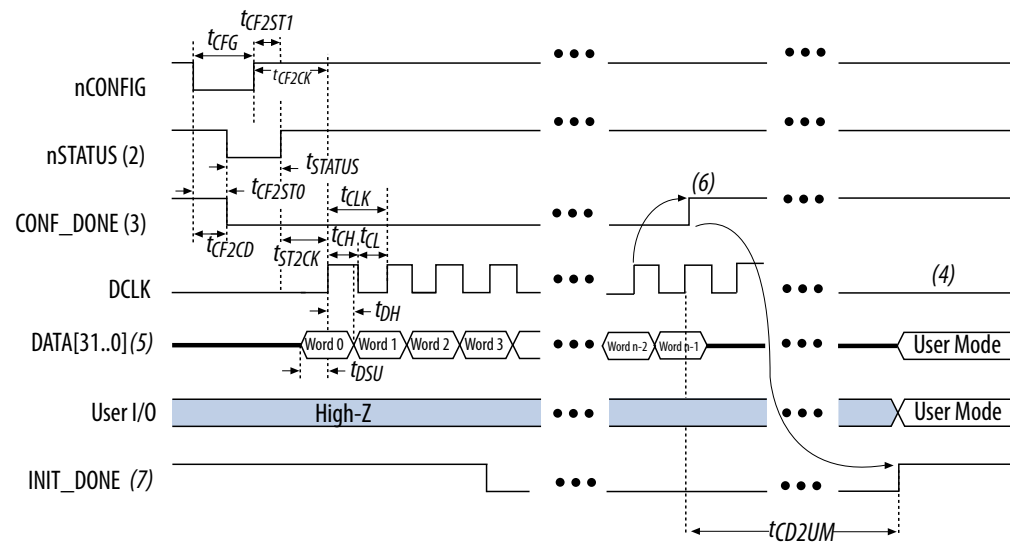 tCF2ST1
tCFG
tCF2CK
nCONFIG
nSTATUS (2)
tSTATUS
tCF2ST0
tCLK
(6)
CONF_DONE (3)
tCH tCL
tCF2CD
tST2CK
(4)
DCLK
tDH
DATA[31..0] (5) Word 0 Word 1 Word 2 Word 3 Word n-2 Word n-1 User Mode
tDSU
User I/O High-Z User Mode
INIT_DONE (7)
tCD2UM